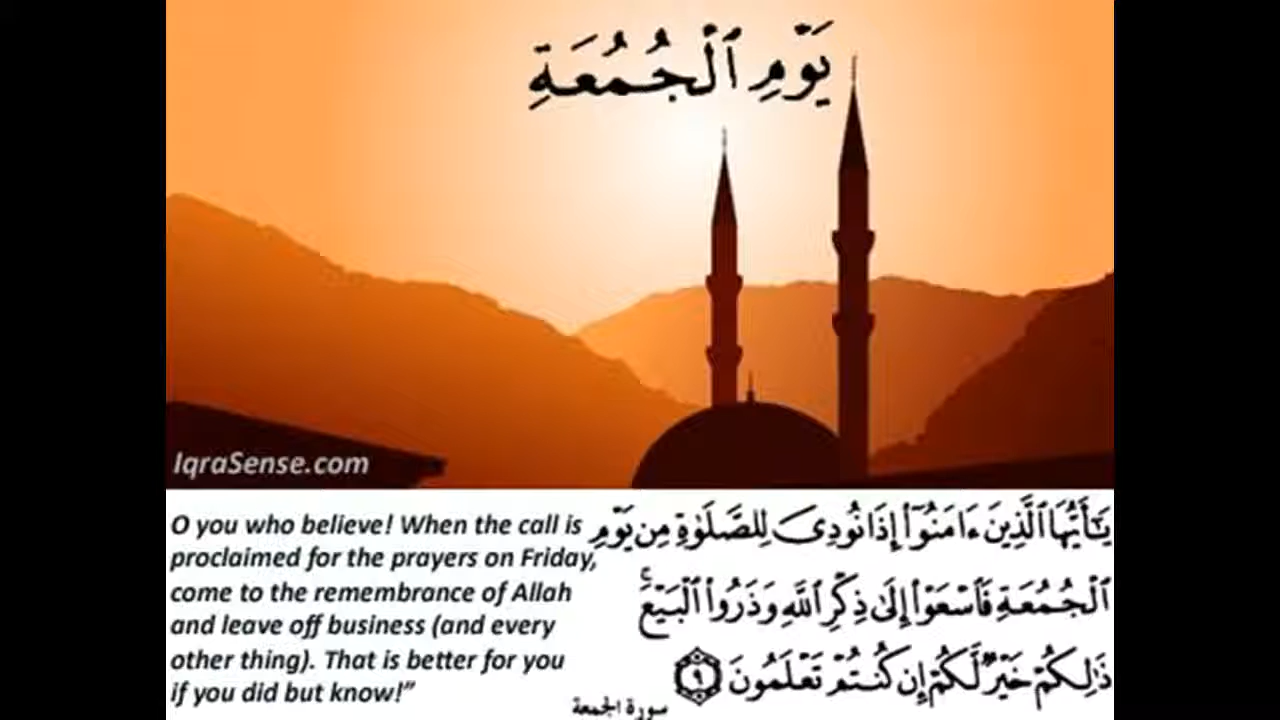 يَوْمِ ٱلْجُمُعَةِ
IqraSense.com
O you who believe! When the call is
proclaimed for the prayers on Friday,
come to the remembrance of Allah
and leave off business (and every
other thing). That is better for you
if you did but know!”
يَٰٓأَيُّهَا ٱلَّذِينَ ءَامَنُوٓا۟ إِذَا نُودِىَ لِلصَّلَوٰةِ مِن يَوْمِ
ٱلْجُمُعَةِ فَٱسْعَوْا۟ إِلَىٰ ذِكْرِ ٱللَّهِ وَذَرُوا۟ ٱلْبَيْعَ ۚ
ذَٰلِكُمْ خَيْرٌ لَّكُمْ إِن كُنتُمْ تَعْلَمُونَ ٩
سورة الجمعة